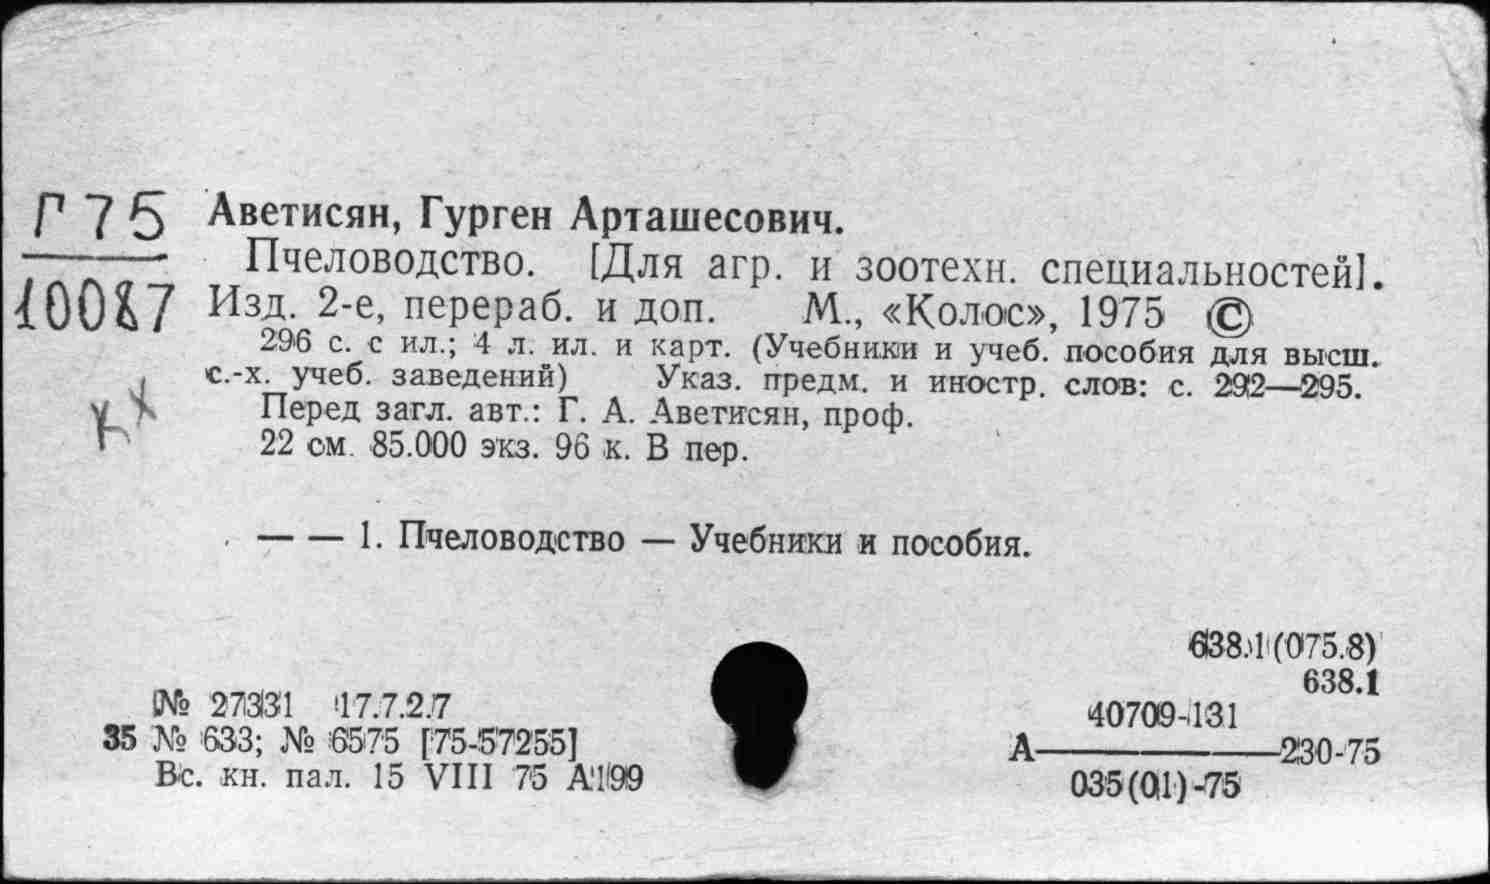 Г 75
10087
Аветисян, Гурген Арташесович.
Пчеловодство. [Для агр. и зоотехн. специальностей].
Изд. 2-е, перераб. и доп. М., «Колос», 1975 ©
296 с. с ил.; 4 л. ил. и карт. (Учебники и учеб. пособия для высш.
с.-х. учеб. заведений) Указ. предм. и иностр. слов: с. 292—295.
Перед загл. авт.: Г. А. Аветисян, проф.
22 см. 85.000 экз. 96 к. В пер.
— — 1. Пчеловодство — Учебники и пособия.
638.1(075.8)
638.1
№ 27331 17.7.2.7
35 № 633; № 6575 [75-57255]
Вс. кн. пал. 15 VIII 75 А199
40709-131
А—230-75
035(01)-75